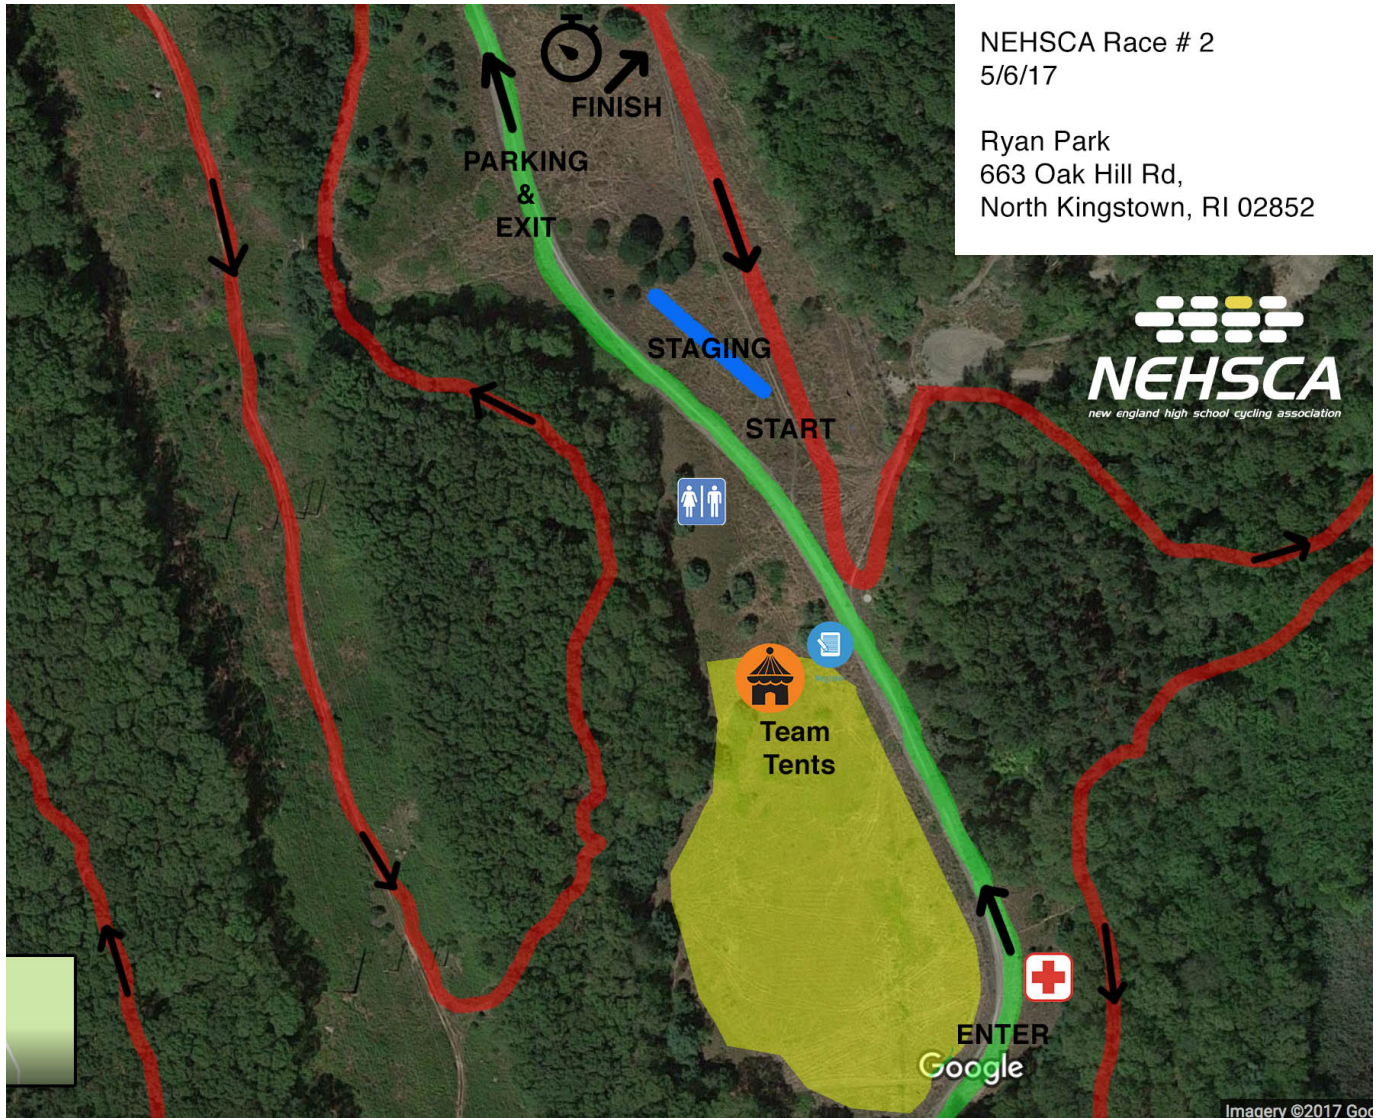 NEHSCA Race # 2
5/6/17
Ryan Park
663 Oak Hill Rd,
North Kingstown, RI 02852
FINISH
PARKING
&
EXIT
STAGING
START
NEHSCA
new england high school cycling association
Team
Tents
ENTER
Google
Imagery ©2017 Goo